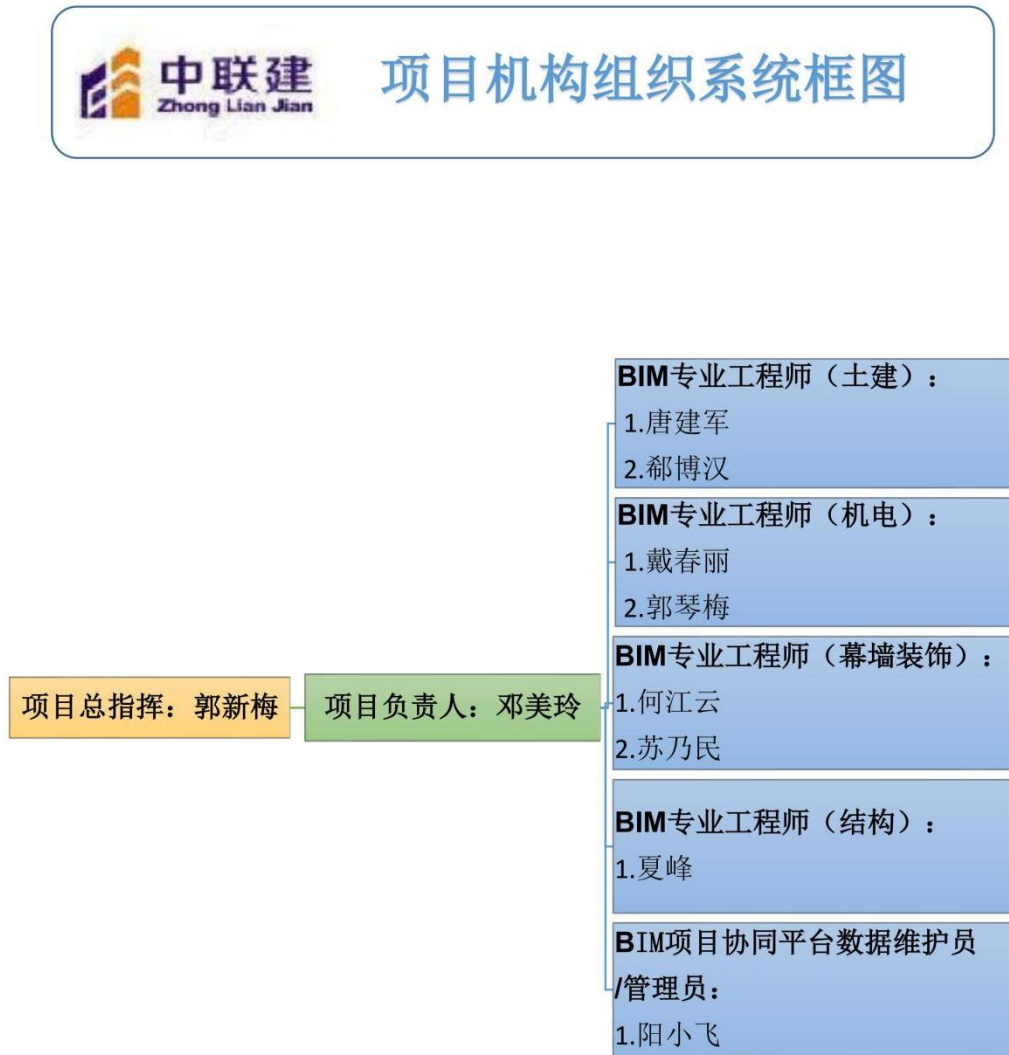 中联建
Zhong Lian Jian
项目机构组织系统框图
项目总指挥：郭新梅
项目负责人：邓美玲
BIM专业工程师（土建）：
1.唐建军
2.郗博汉
BIM专业工程师（机电）：
1.戴春丽
2.郭琴梅
BIM专业工程师（幕墙装饰）：
1.何江云
2.苏乃民
BIM专业工程师（结构）：
1.夏峰
BIM项目协同平台数据维护员
/管理员：
1.阳小飞